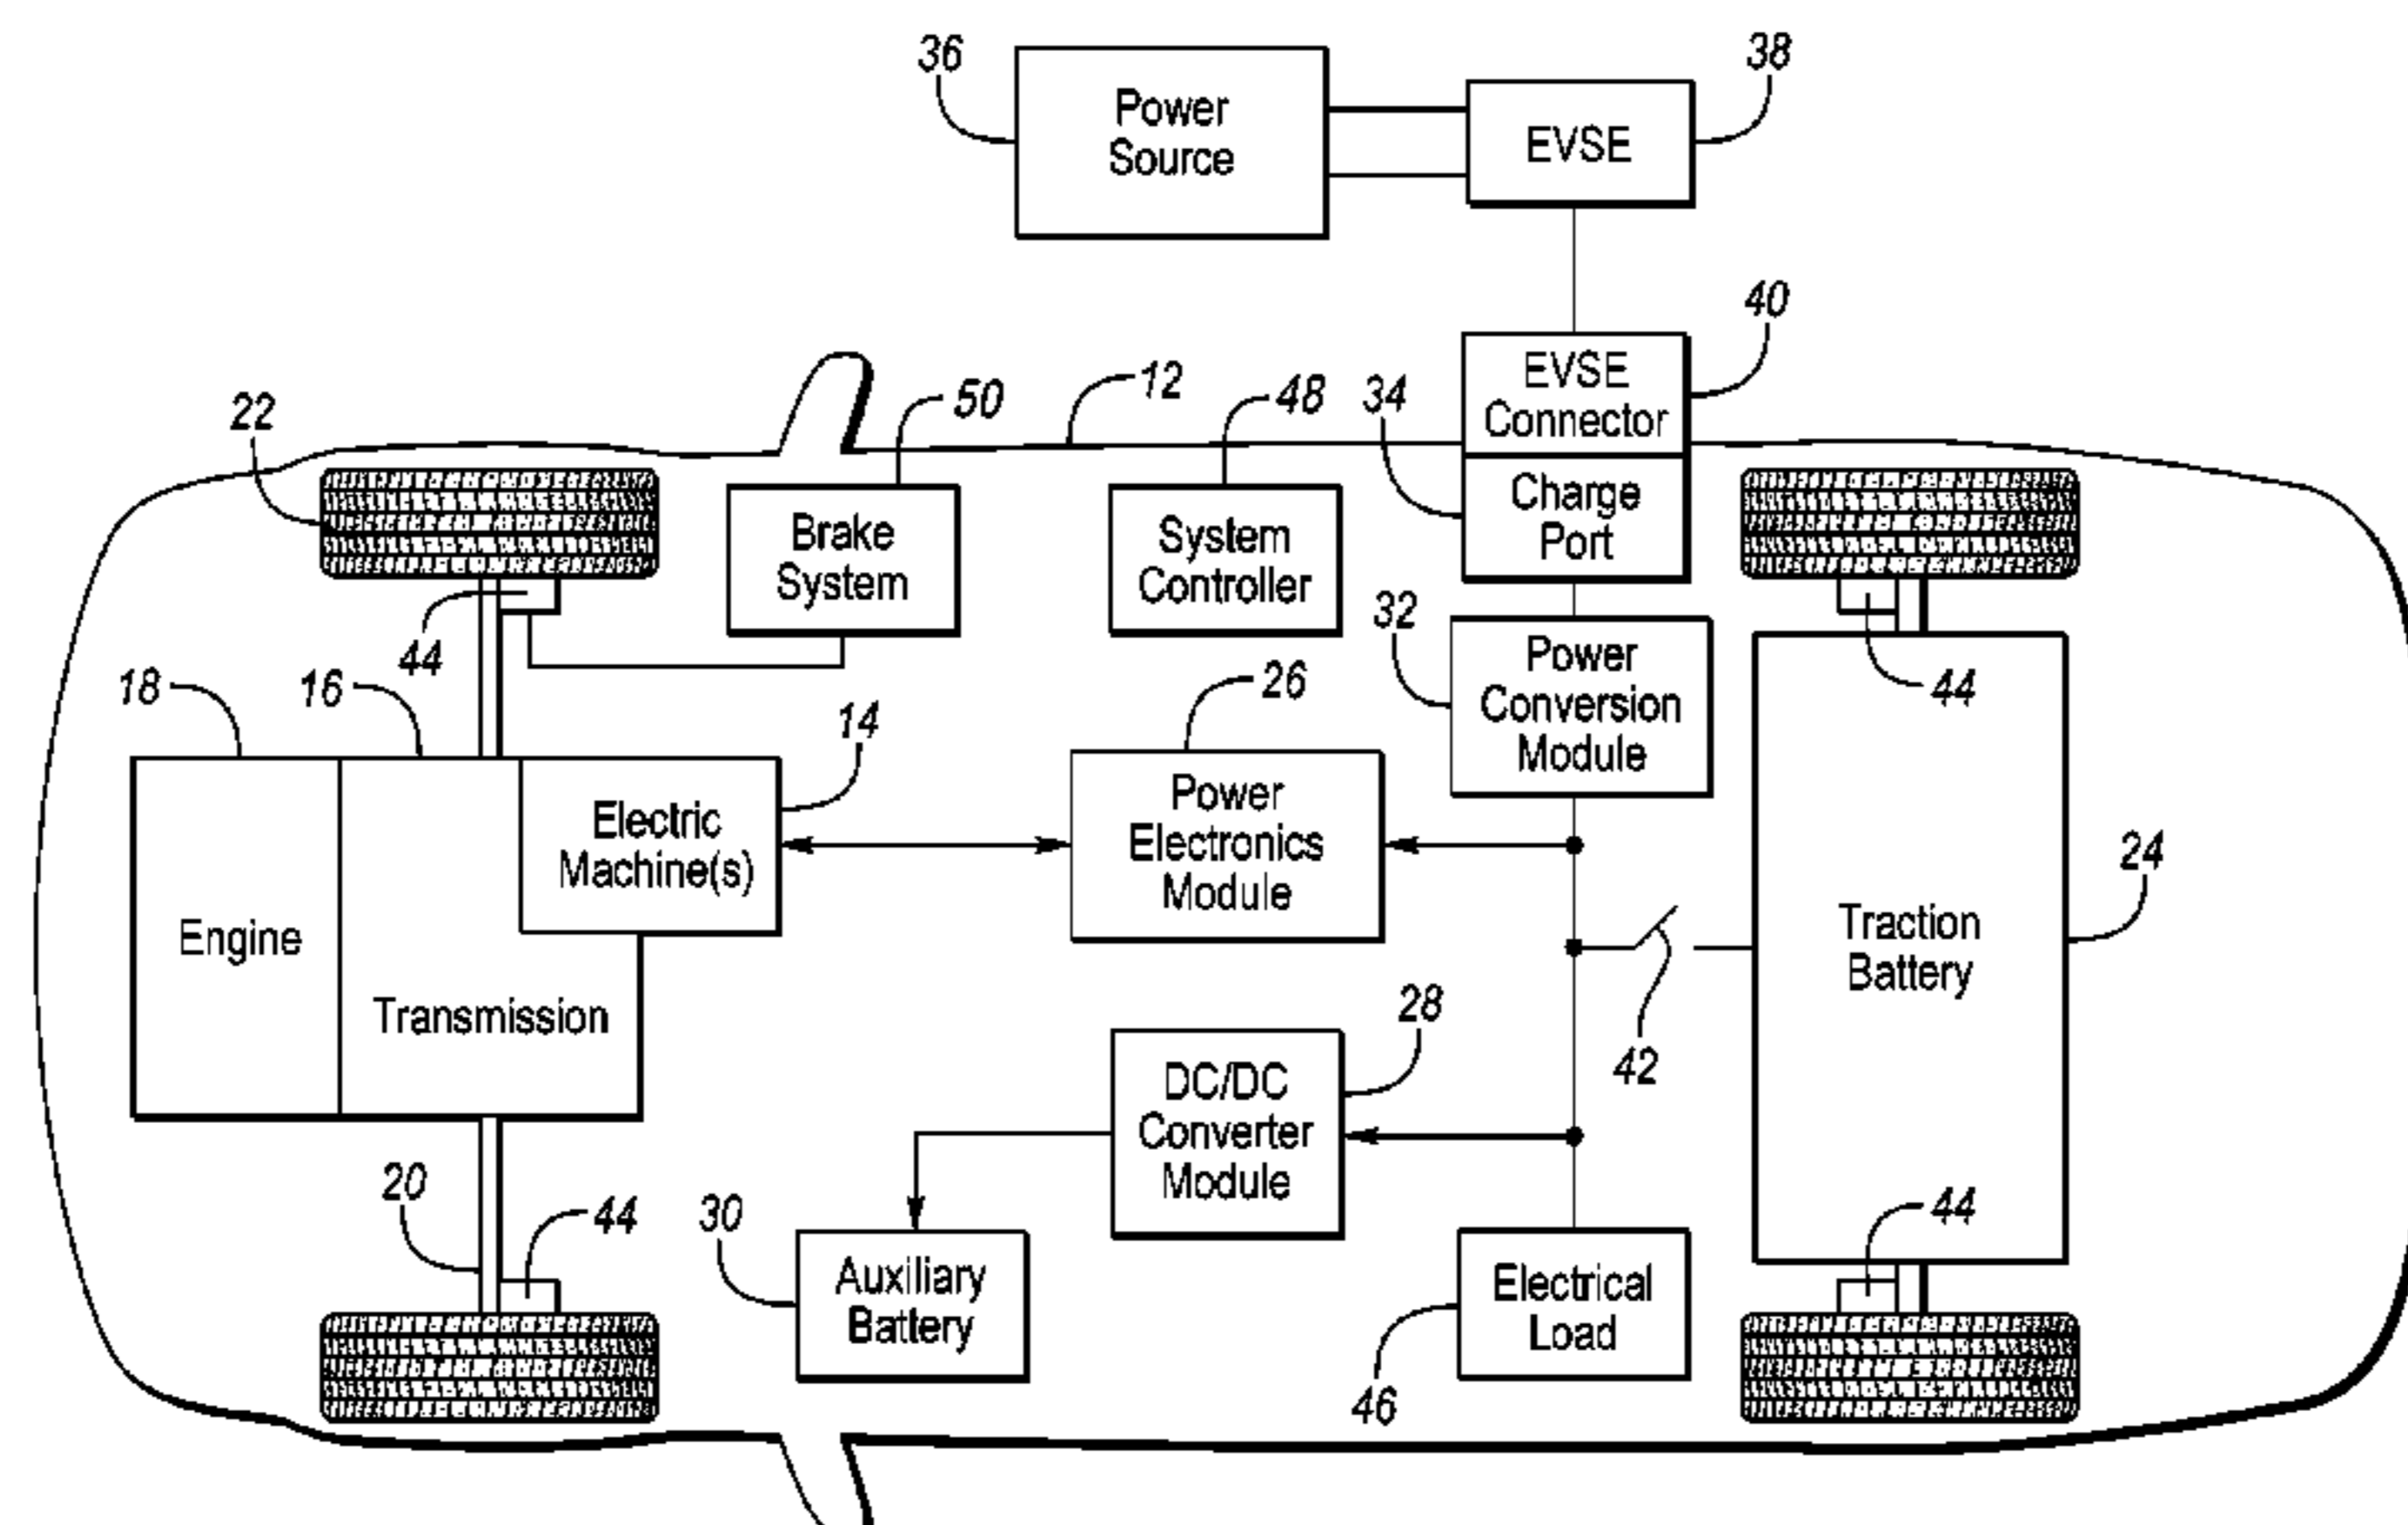 36
Power
Source
EVSE
38
40
EVSE
Connector
34
12
48
50
22
Charge
Port
Brake
System
System
Controller
44
32
Power
Conversion
Module
44
18
16
14
26
Electric
Machine(s)
Power
Electronics
Module
24
Engine
Traction
Battery
Transmission
28
42
DC/DC
Converter
Module
20
44
30
44
Auxiliary
Battery
Electrical
Load
46